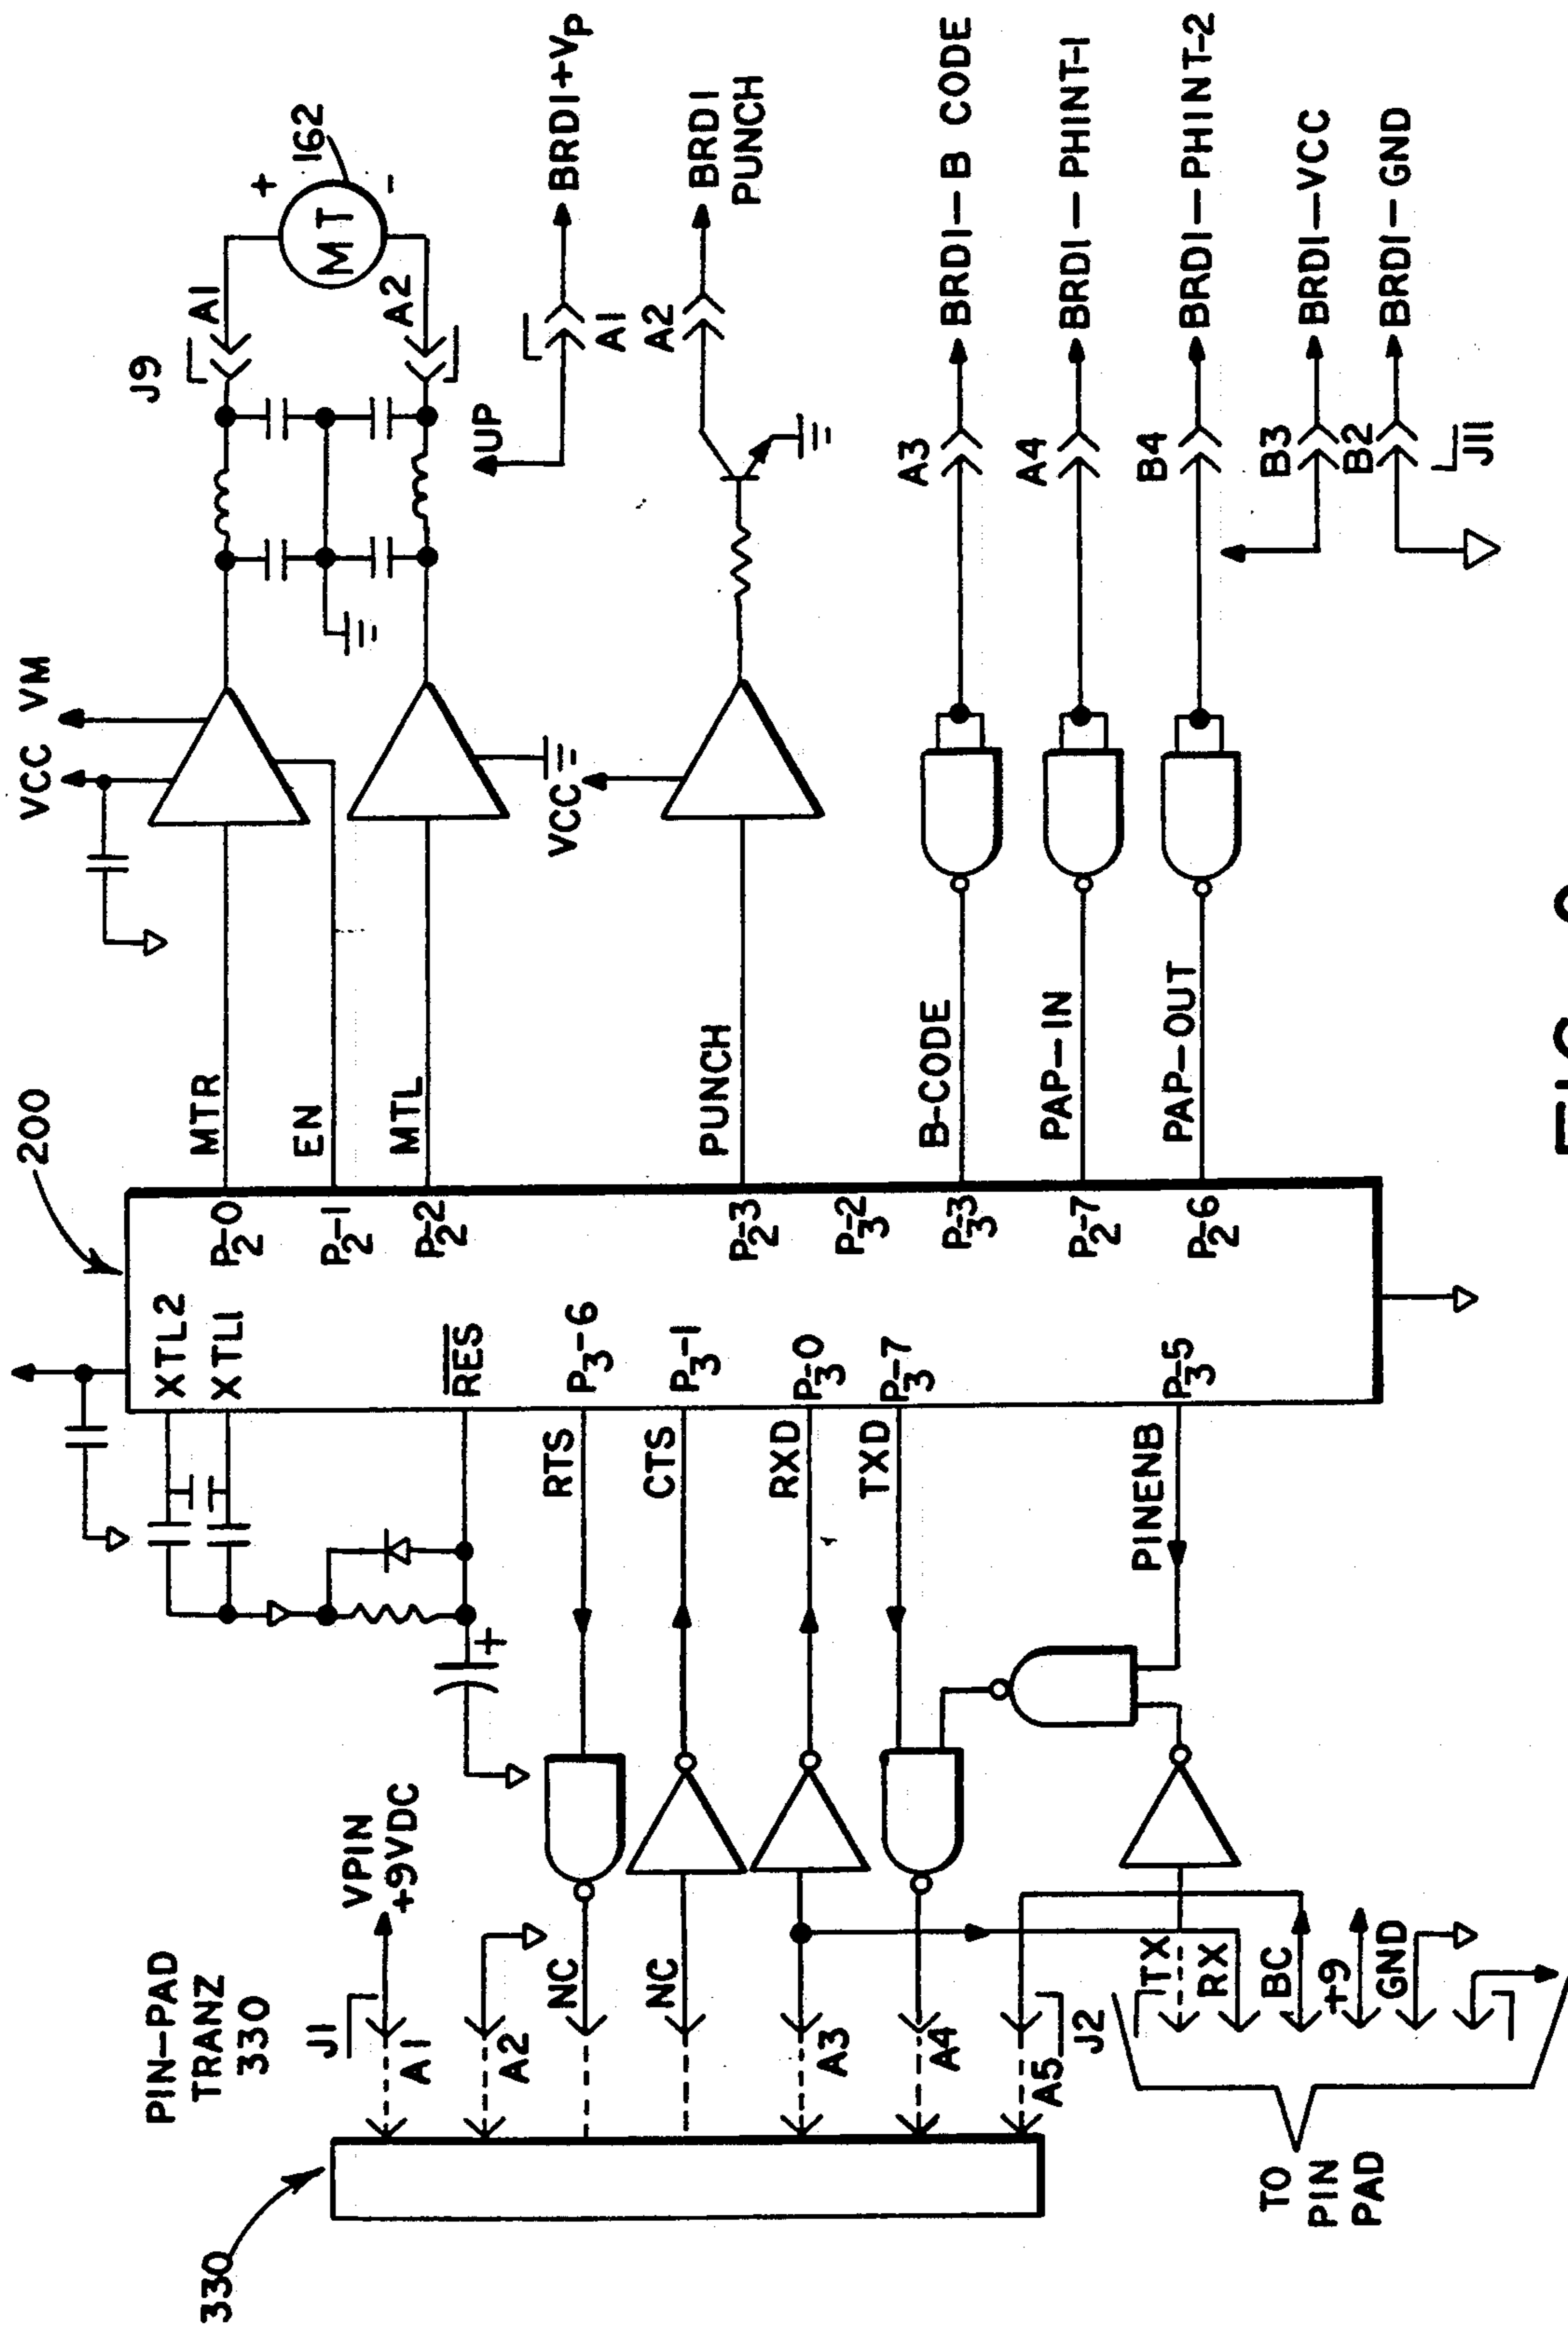 200
VCC VM
J9
A1
+
MT
162
-
A2
XTL2
XTL1
P2-0
MTR
P2-1
EN
P2-2
MTL
UP
A1
BRD1+VP
RES
VCC
P3-6
RTS
P3-1
CTS
P2-3
PUNCH
A2
BRD1
PUNCH
P3-0
RXD
P3-2
P3-7
TXD
P3-3
B-CODE
A3
BRD1-B CODE
P2-7
PAP-IN
A4
BRD1-PHINT-1
P3-5
PINENB
P2-6
PAP-OUT
B4
BRD1-PHINT-2
B3
BRD1-VCC
B2
BRD1-GND
J11
PIN-PAD
TRANZ
330
VPIN
+9VDC
J1
A1
A2
+
NC
NC
A3
A4
A5
J2
330
TX
RX
BC
+9
GND
TO
PIN
PAD